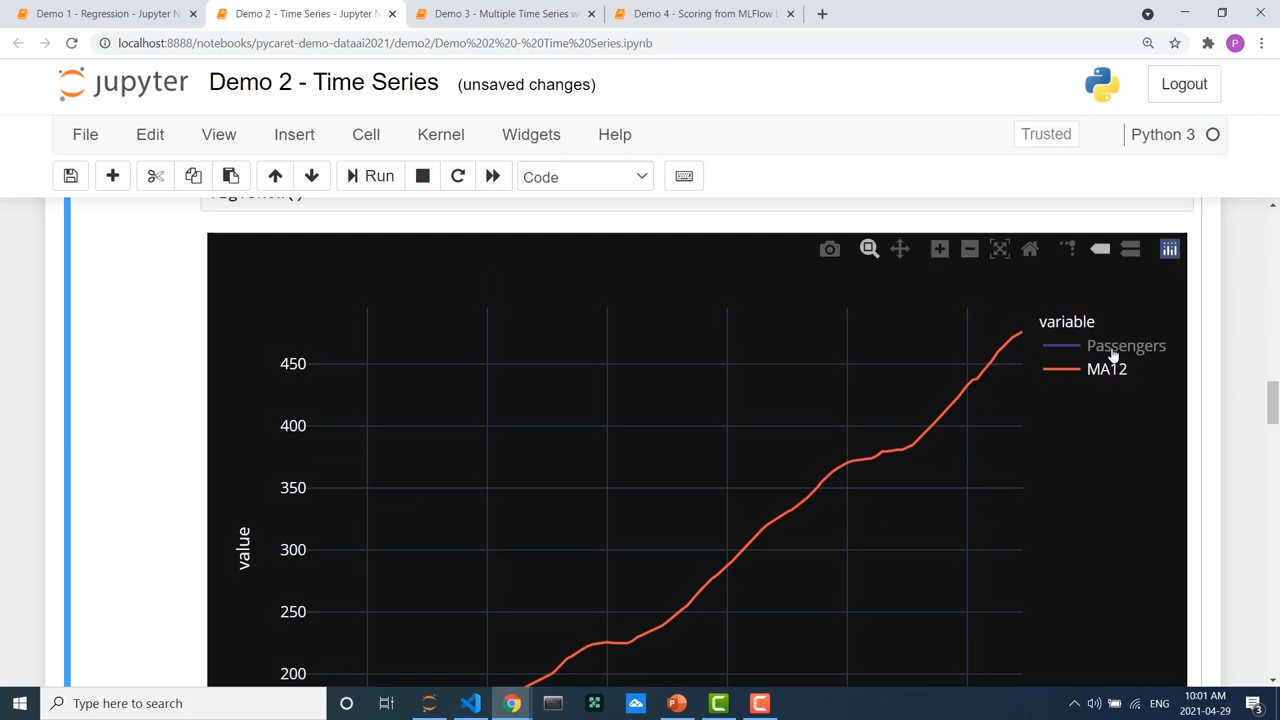 Demo 1 - Regression - Jupyter N
Demo 2 - Time Series - Jupyter N
Demo 3 - Multiple Time Series w
Demo 4 - Scoring from MLFlow
localhost:8888/notebooks/pycaret-demo-dataai2021/demo2/Demo%202%20-%20Time%20Series.ipynb
P
jupyter
Demo 2 - Time Series
(unsaved changes)
Logout
File
Edit
View
Insert
Cell
Kernel
Widgets
Help
Trusted
Python 3
Run
Code
variable
Passengers
MA12
450
400
350
300
250
200
value
Type here to search
ENG
10:01 AM
2021-04-29
3